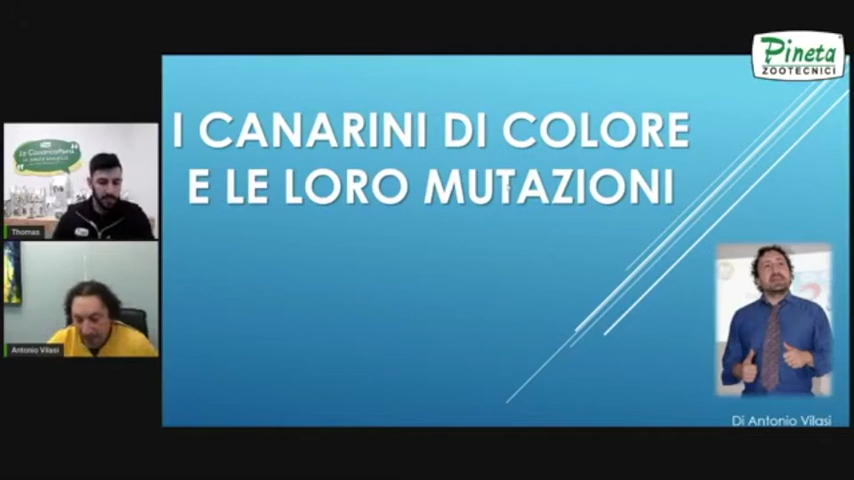 Pineta
ZOOTECNICI
I CANARINI DI COLORE
E LE LORO MUTAZIONI
Thomas
Antonio Vilasi
Di Antonio Vilasi